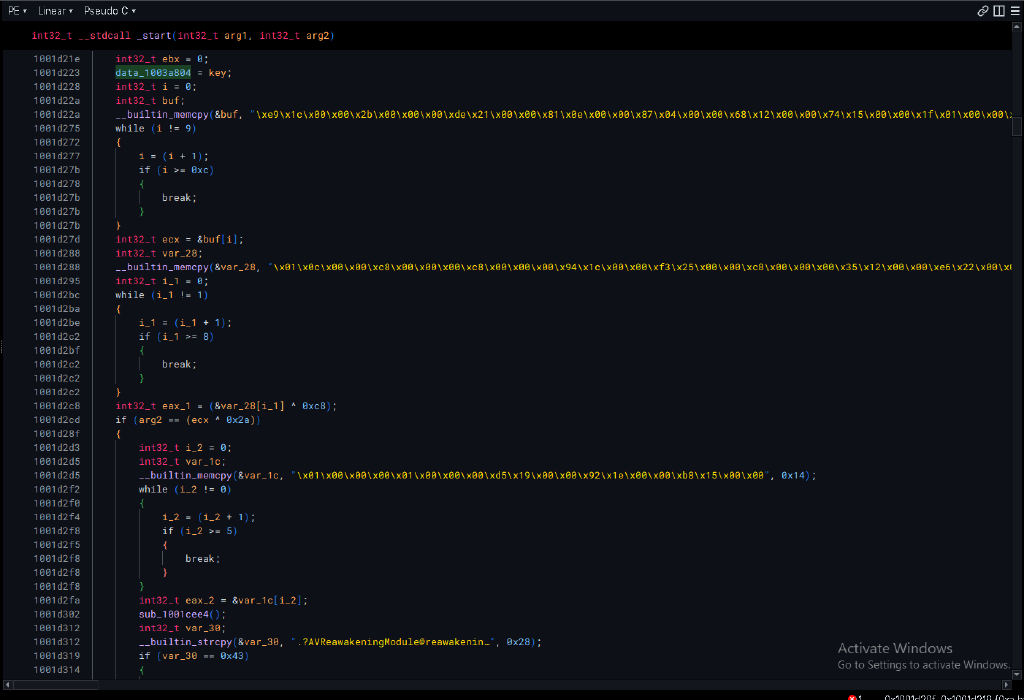 PE▾ Linear▾ Pseudo C▾
int32_t __stdcall _start(int32_t arg1, int32_t arg2)
1001d21e int32_t ebx = 0;
1001d223 data_1003a804 = key;
1001d228 int32_t i = 0;
1001d22a int32_t buf;
1001d22a __builtin_memcpy(&buf, "\xe9\x1c\x00\x00\x2b\x00\x00\x00\xde\x21\x00\x00\x81\x0e\x00\x00\x87\x04\x00\x00\x68\x12\x00\x00\x74\x15\x00\x00\x1f\x01\x00\x00\
1001d275 while (i != 9)
1001d272 {
1001d277 i = (i + 1);
1001d27b if (i >= 0xc)
1001d278 {
1001d27b break;
1001d27b }
1001d27b }
1001d27d int32_t ecx = &buf[i];
1001d288 int32_t var_28;
1001d288 __builtin_memcpy(&var_28, "\x01\x0c\x00\x00\xc8\x00\x00\x00\xc8\x00\x00\x00\x94\x1c\x00\x00\xf3\x25\x00\x00\xc8\x00\x00\x00\x35\x12\x00\x00\xe6\x22\x00\x0
1001d295 int32_t i_1 = 0;
1001d2bc while (i_1 != 1)
1001d2ba {
1001d2be i_1 = (i_1 + 1);
1001d2c2 if (i_1 >= 8)
1001d2bf {
1001d2c2 break;
1001d2c2 }
1001d2c2 }
1001d2c8 int32_t eax_1 = (&var_28[i_1] ^ 0xc8);
1001d2cd if (arg2 == (ecx ^ 0x2a))
1001d28f {
1001d2d3 int32_t i_2 = 0;
1001d2d5 int32_t var_1c;
1001d2d5 __builtin_memcpy(&var_1c, "\x01\x00\x00\x00\x01\x00\x00\x00\xd5\x19\x00\x00\x92\x1e\x00\x00\xb8\x15\x00\x00", 0x14);
1001d2f2 while (i_2 != 0)
1001d2f0 {
1001d2f4 i_2 = (i_2 + 1);
1001d2f8 if (i_2 >= 5)
1001d2f5 {
1001d2f8 break;
1001d2f8 }
1001d2f8 }
1001d2fa int32_t eax_2 = &var_1c[i_2];
1001d302 sub_1001cee4();
1001d312 int32_t var_30;
1001d312 __builtin_strcpy(&var_30, ".?AVReawakeningModule@reawakenin…", 0x28);
1001d319 if (var_30 == 0x43)
1001d314 {
Activate Windows
Go to Settings to activate Windows.